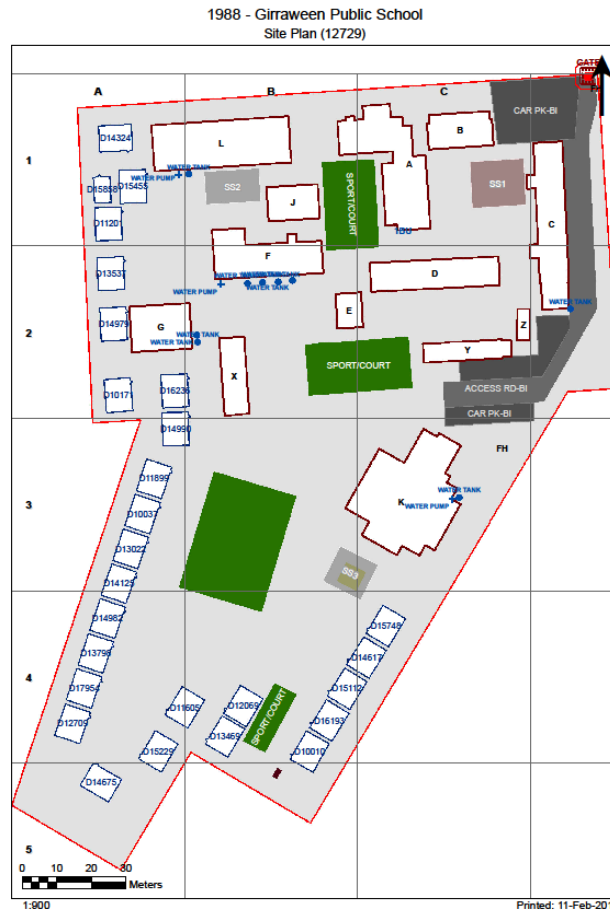 1988 - Girraween Public School
Site Plan (12729)
GATE
A
B
C
CAR PK-BI
L
B
D14324
1
A
WATER TANK
WATER PUMP
D15858
D15455
SS2
SPORT/COURT
SS1
J
D11201
C
F
D13537
D
WATER PUMP
WATER TANK
E
WATER TANK
D14979
G
WATER TANK
WATER TANK
Z
2
Y
SPORT/COURT
X
D10171
D16236
ACCESS RD-BI
CAR PK-BI
D14990
FH
D11899
WATER TANK
3
K
WATER PUMP
D10037
D13022
SS3
D14125
D14982
D15748
D13796
D14617
4
D17954
D15112
D12069
D11605
SPORT/COURT
D12705
D16193
D13469
D15229
D10010
D14675
5
0 10 20 30
Meters
1:900
Printed: 11-Feb-201